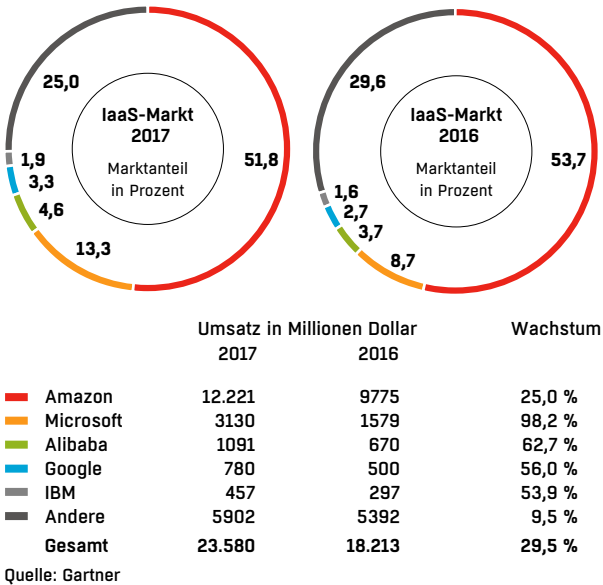 25,0
IaaS-Markt
2017
Marktanteil
in Prozent
51,8
1,9
3,3
4,6
13,3
29,6
IaaS-Markt
2016
Marktanteil
in Prozent
53,7
1,6
2,7
3,7
8,7
Umsatz in Millionen Dollar Wachstum
2017 2016
Amazon 12.221 9775 25,0 %
Microsoft 3130 1579 98,2 %
Alibaba 1091 670 62,7 %
Google 780 500 56,0 %
IBM 457 297 53,9 %
Andere 5902 5392 9,5 %
Gesamt 23.580 18.213 29,5 %
Quelle: Gartner